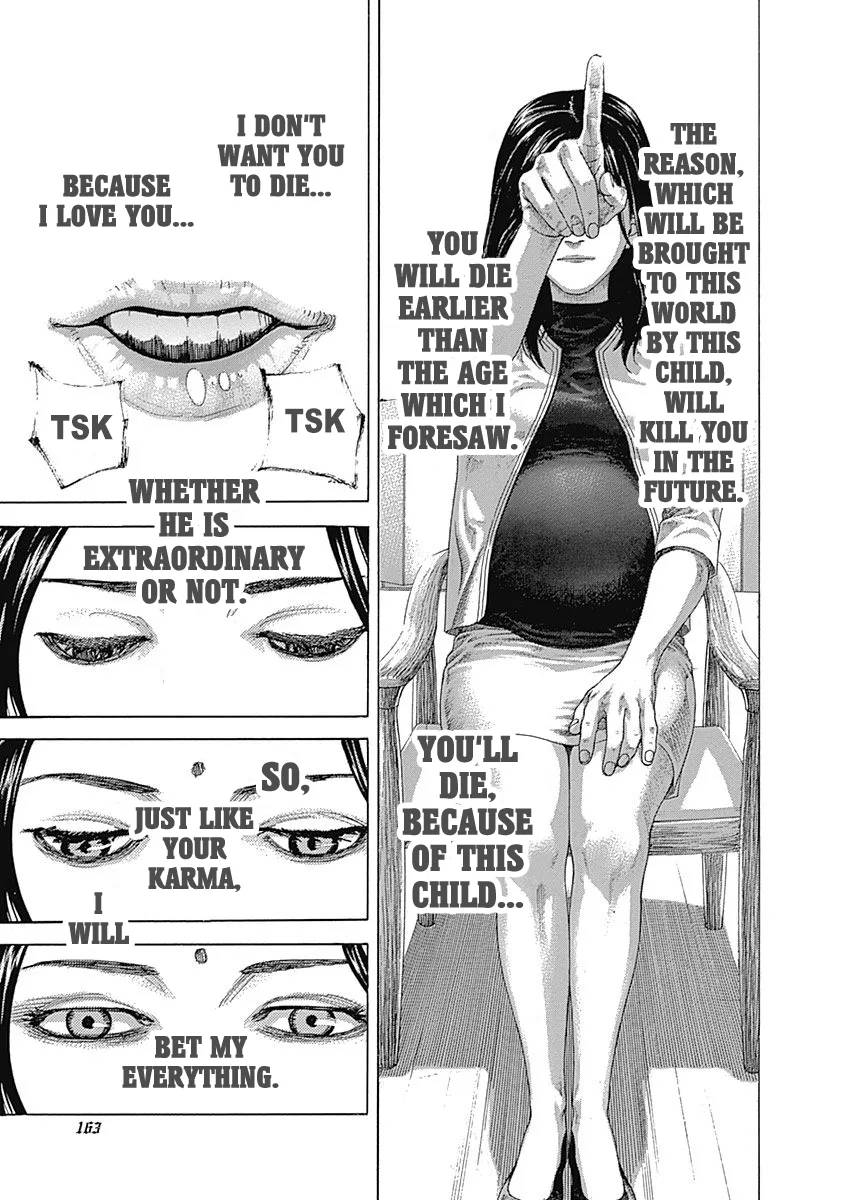 THE
REASON,
WHICH
WILL BE
BROUGHT
TO THIS
WORLD
BY THIS
CHILD,
WILL
KILL YOU
IN THE
FUTURE.
YOU
WILL DIE
EARLIER
THAN
THE AGE
WHICH I
FORESAW.
YOU'LL
DIE,
BECAUSE
OF THIS
CHILD...
I DON'T
WANT YOU
TO DIE...
BECAUSE
I LOVE YOU...
TSK
TSK
WHETHER
HE IS
EXTRAORDINARY
OR NOT.
SO,
JUST LIKE
YOUR
KARMA,
I
WILL
BET MY
EVERYTHING.
163